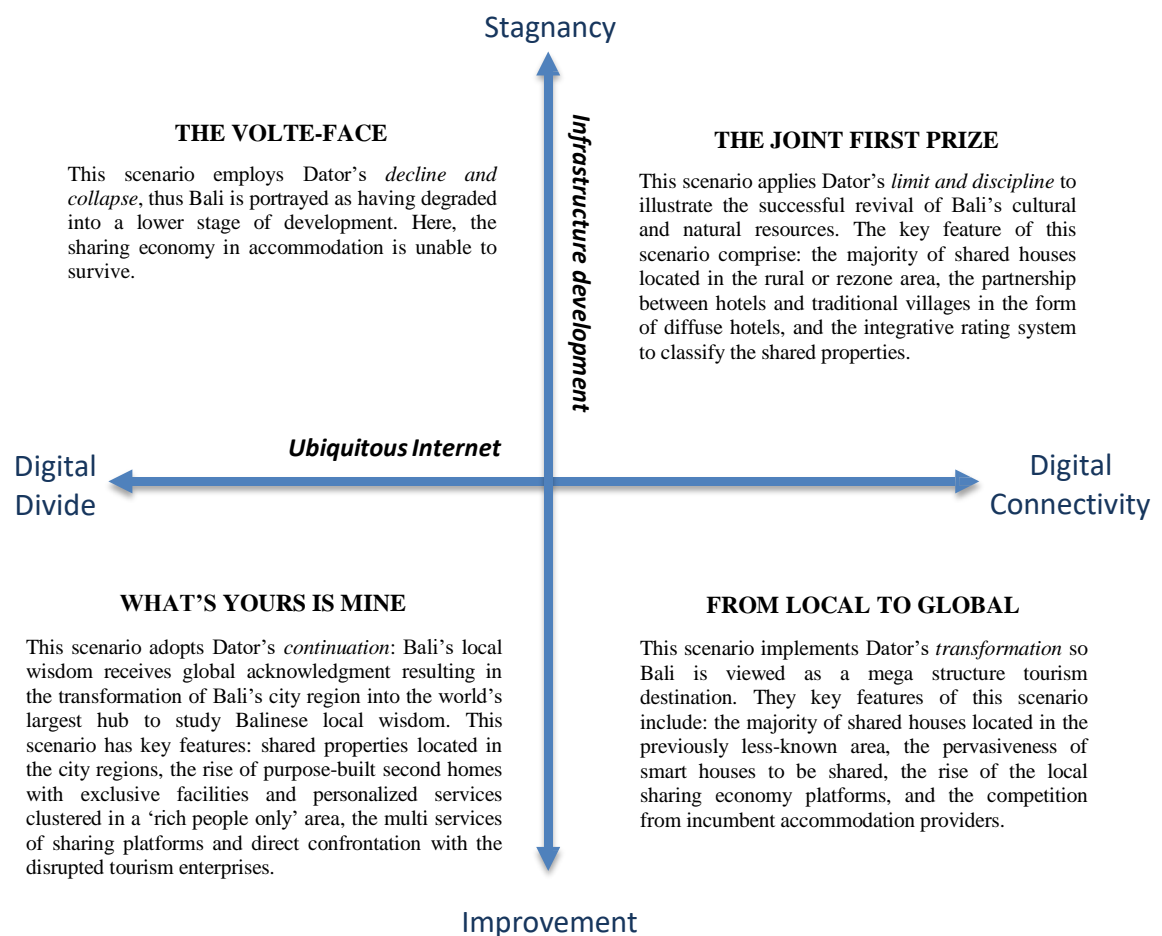 Stagnancy
THE VOLTE-FACE
This scenario employs Dator's decline and
collapse, thus Bali is portrayed as having degraded
into a lower stage of development. Here, the
sharing economy in accommodation is unable to
survive.
Infrastructure development
THE JOINT FIRST PRIZE
This scenario applies Dator's limit and discipline to
illustrate the successful revival of Bali's cultural
and natural resources. The key feature of this
scenario comprise: the majority of shared houses
located in the rural or rezone area, the partnership
between hotels and traditional villages in the form
of diffuse hotels, and the integrative rating system
to classify the shared properties.
Ubiquitous Internet
Digital
Divide
Digital
Connectivity
WHAT'S YOURS IS MINE
This scenario adopts Dator's continuation: Bali's local
wisdom receives global acknowledgment resulting in
the transformation of Bali's city region into the world's
largest hub to study Balinese local wisdom. This
scenario has key features: shared properties located in
the city regions, the rise of purpose-built second homes
with exclusive facilities and personalized services
clustered in a 'rich people only' area, the multi services
of sharing platforms and direct confrontation with the
disrupted tourism enterprises.
FROM LOCAL TO GLOBAL
This scenario implements Dator's transformation so
Bali is viewed as a mega structure tourism
destination. They key features of this scenario
include: the majority of shared houses located in the
previously less-known area, the pervasiveness of
smart houses to be shared, the rise of the local
sharing economy platforms, and the competition
from incumbent accommodation providers.
Improvement